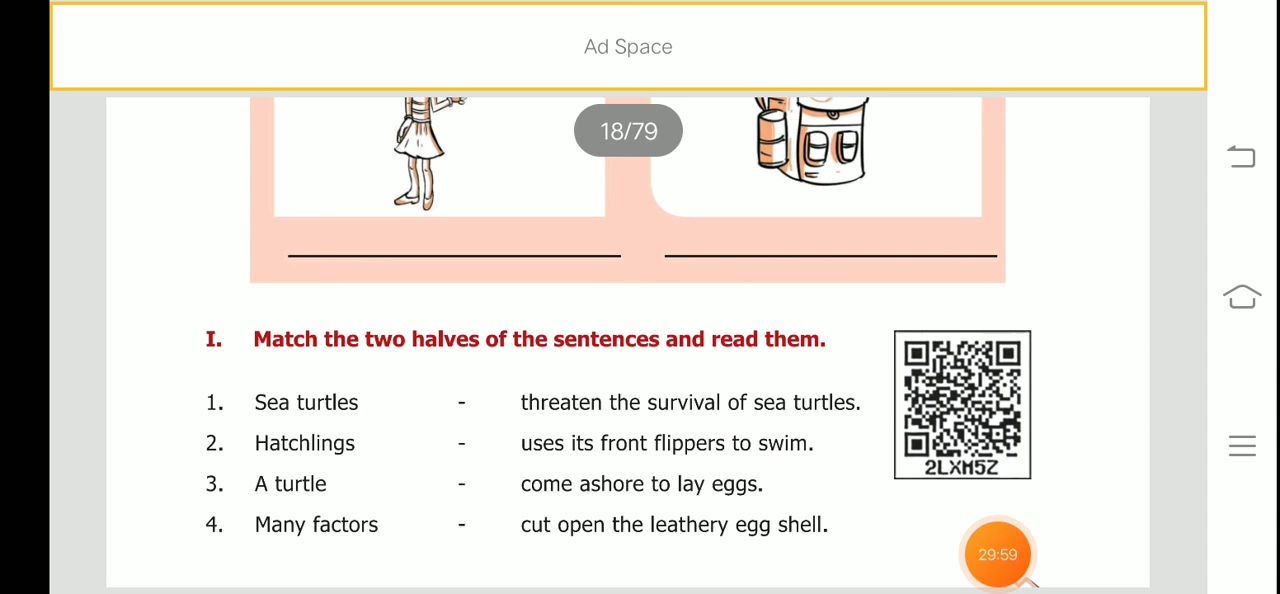 Ad Space
18/79
I. Match the two halves of the sentences and read them.
1. Sea turtles - threaten the survival of sea turtles.
2. Hatchlings - uses its front flippers to swim.
3. A turtle - come ashore to lay eggs.
4. Many factors - cut open the leathery egg shell.
2LXM5Z
29:59